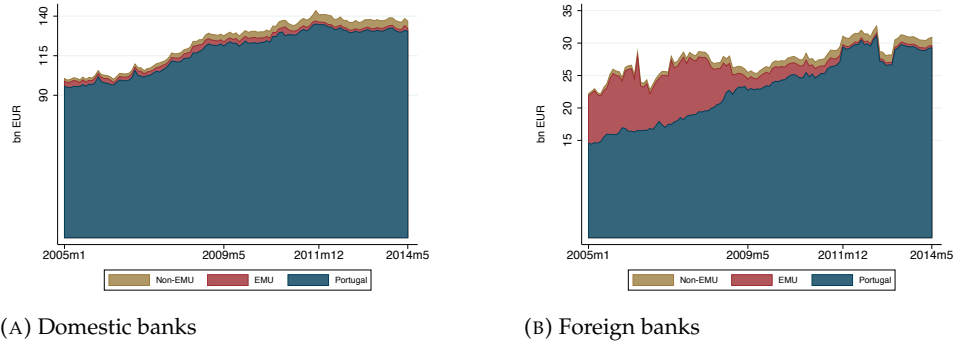 140
115
90
bn EUR
2005m1 2009m5 2011m12 2014m5
Non-EMU EMU Portugal
(A) Domestic banks
35
30
25
20
15
bn EUR
2005m1 2009m5 2011m12 2014m5
Non-EMU EMU Portugal
(B) Foreign banks